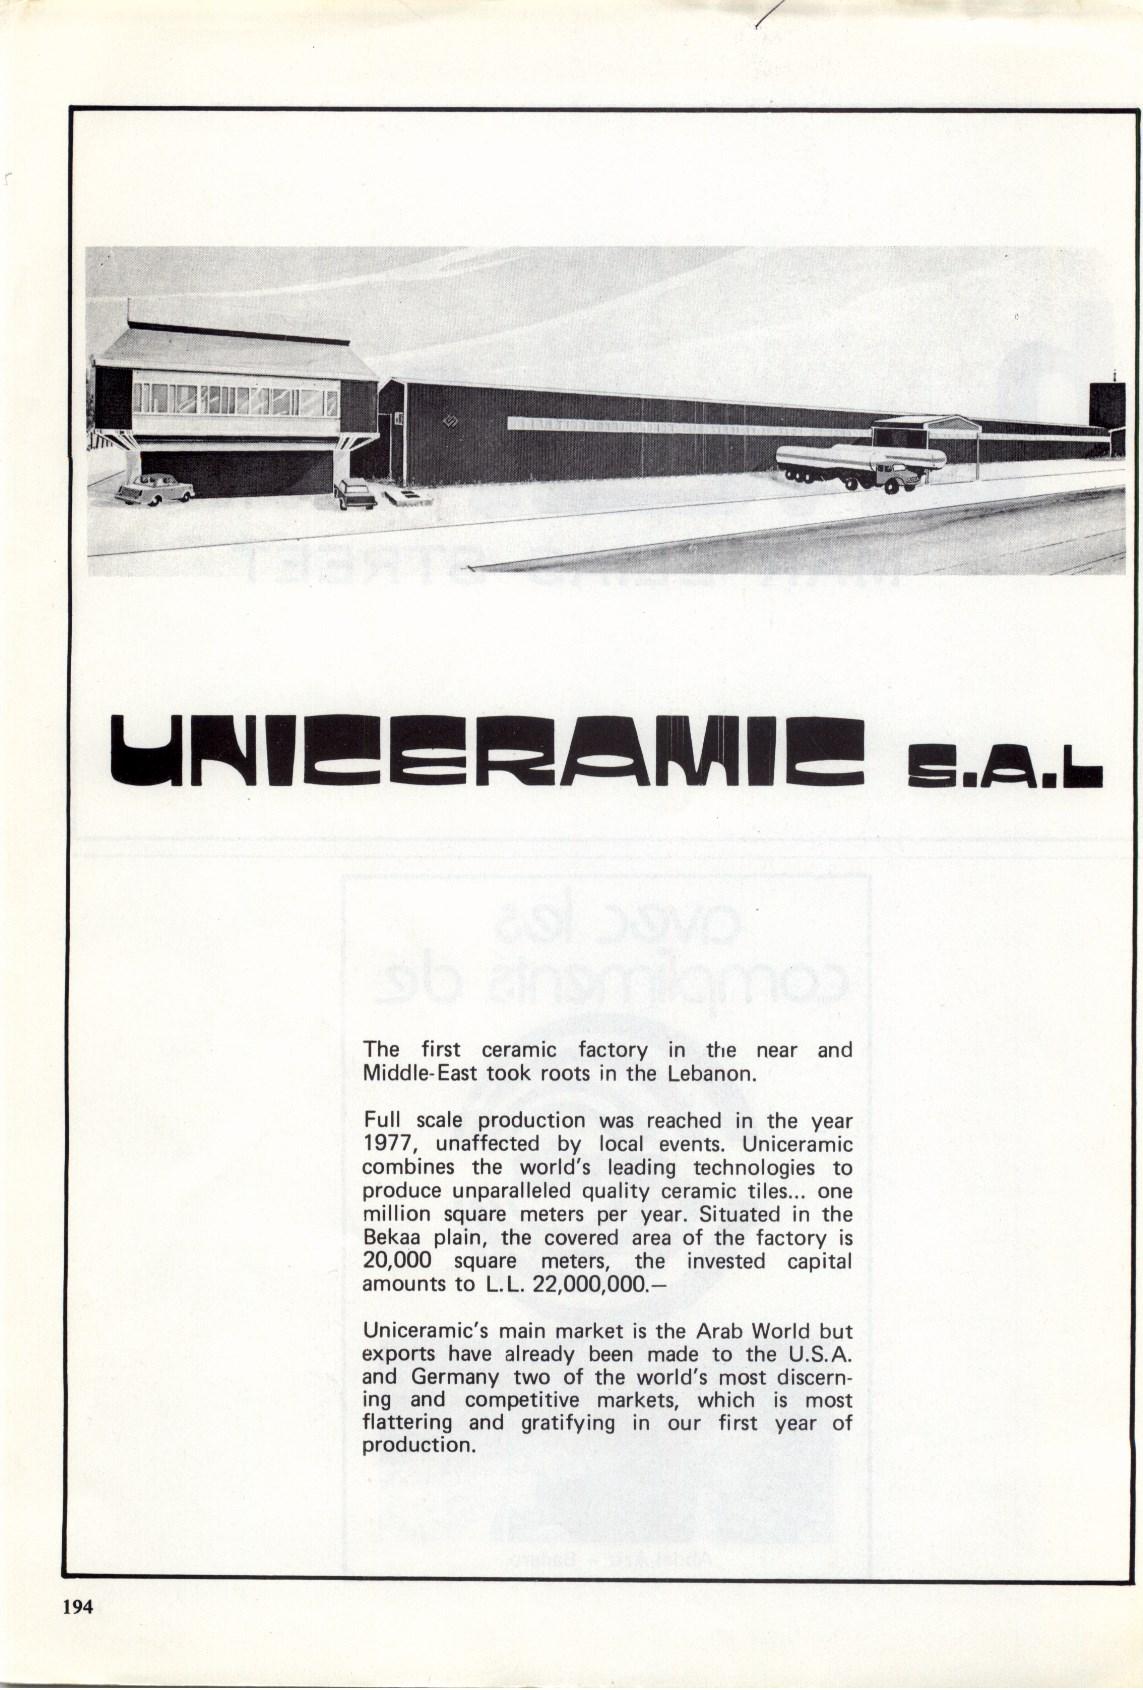 UNICERAMIC S.A.L
The first ceramic factory in the near and
Middle-East took roots in the Lebanon.
Full scale production was reached in the year
1977, unaffected by local events. Uniceramic
combines the world's leading technologies to
produce unparalleled quality ceramic tiles... one
million square meters per year. Situated in the
Bekaa plain, the covered area of the factory is
20,000 square meters, the invested capital
amounts to L.L. 22,000,000.—
Uniceramic's main market is the Arab World but
exports have already been made to the U.S.A.
and Germany two of the world's most discern-
ing and competitive markets, which is most
flattering and gratifying in our first year of
production.
194